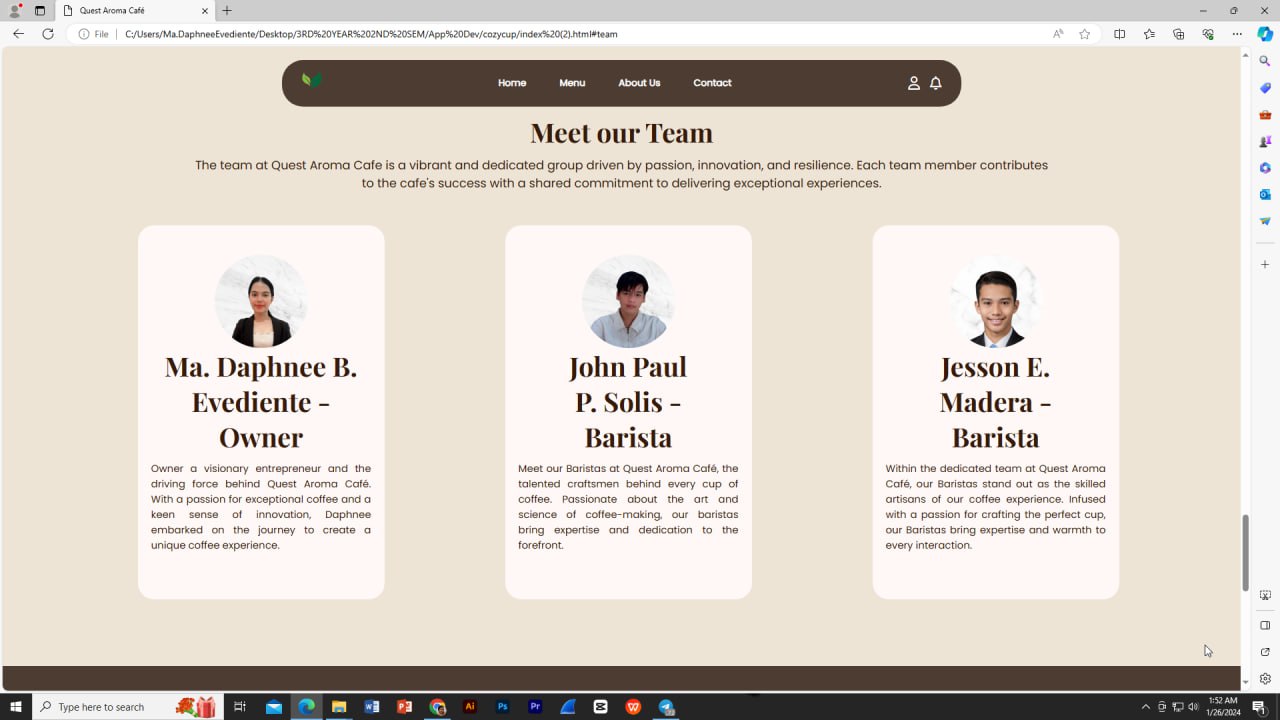 Quest Aroma Café
File
C:/Users/Ma.DaphneeEvediente/Desktop/3RD%20YEAR%202ND%20SEM/App%20Dev/cozycup/index%20(2).html#team
Home Menu About Us Contact
Meet our Team
The team at Quest Aroma Cafe is a vibrant and dedicated group driven by passion, innovation, and resilience. Each team member contributes
to the cafe's success with a shared commitment to delivering exceptional experiences.
Ma. Daphnee B.
Evediente -
Owner
Owner a visionary entrepreneur and the
driving force behind Quest Aroma Café.
With a passion for exceptional coffee and a
keen sense of innovation, Daphnee
embarked on the journey to create a
unique coffee experience.
John Paul
P. Solis -
Barista
Meet our Baristas at Quest Aroma Café, the
talented craftsmen behind every cup of
coffee. Passionate about the art and
science of coffee-making, our baristas
bring expertise and dedication to the
forefront.
Jesson E.
Madera -
Barista
Within the dedicated team at Quest Aroma
Café, our Baristas stand out as the skilled
artisans of our coffee experience. Infused
with a passion for crafting the perfect cup,
our Baristas bring expertise and warmth to
every interaction.
Type here to search
Ai
Ps
Pr
1:52 AM
1/26/2024